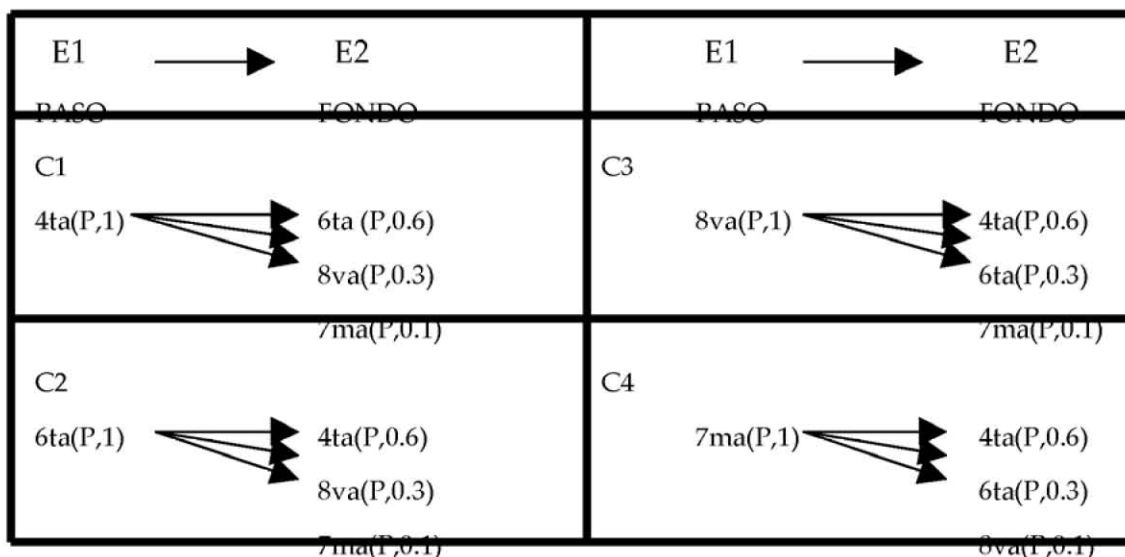 E1 E2 E1 E2
PASO FONDO PASO FONDO
C1
4ta(P,1) 6ta (P,0.6)
8va(P,0.3)
7ma(P,0.1)
C3
8va(P,1) 4ta(P,0.6)
6ta(P,0.3)
7ma(P,0.1)
C2
6ta(P,1) 4ta(P,0.6)
8va(P,0.3)
7ma(P,0.1)
C4
7ma(P,1) 4ta(P,0.6)
6ta(P,0.3)
8va(P,0.1)